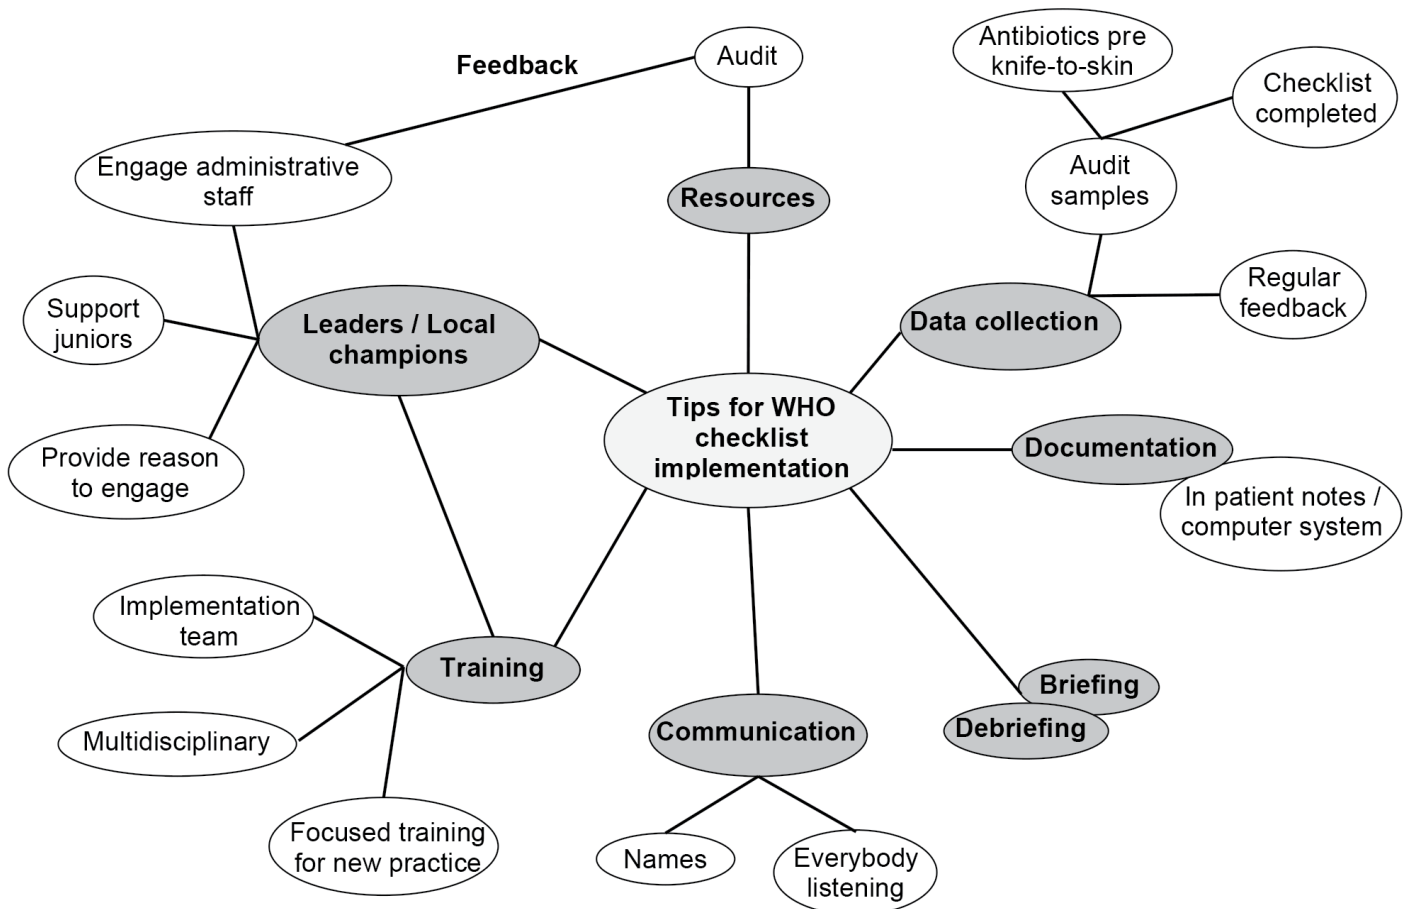 Feedback
Audit
Antibiotics pre
knife-to-skin
Checklist
completed
Engage administrative
staff
Resources
Audit
samples
Support
juniors
Leaders / Local
champions
Data collection
Regular
feedback
Tips for WHO
checklist
implementation
Provide reason
to engage
Documentation
In patient notes /
computer system
Implementation
team
Training
Communication
Briefing
Debriefing
Multidisciplinary
Focused training
for new practice
Names
Everybody
listening